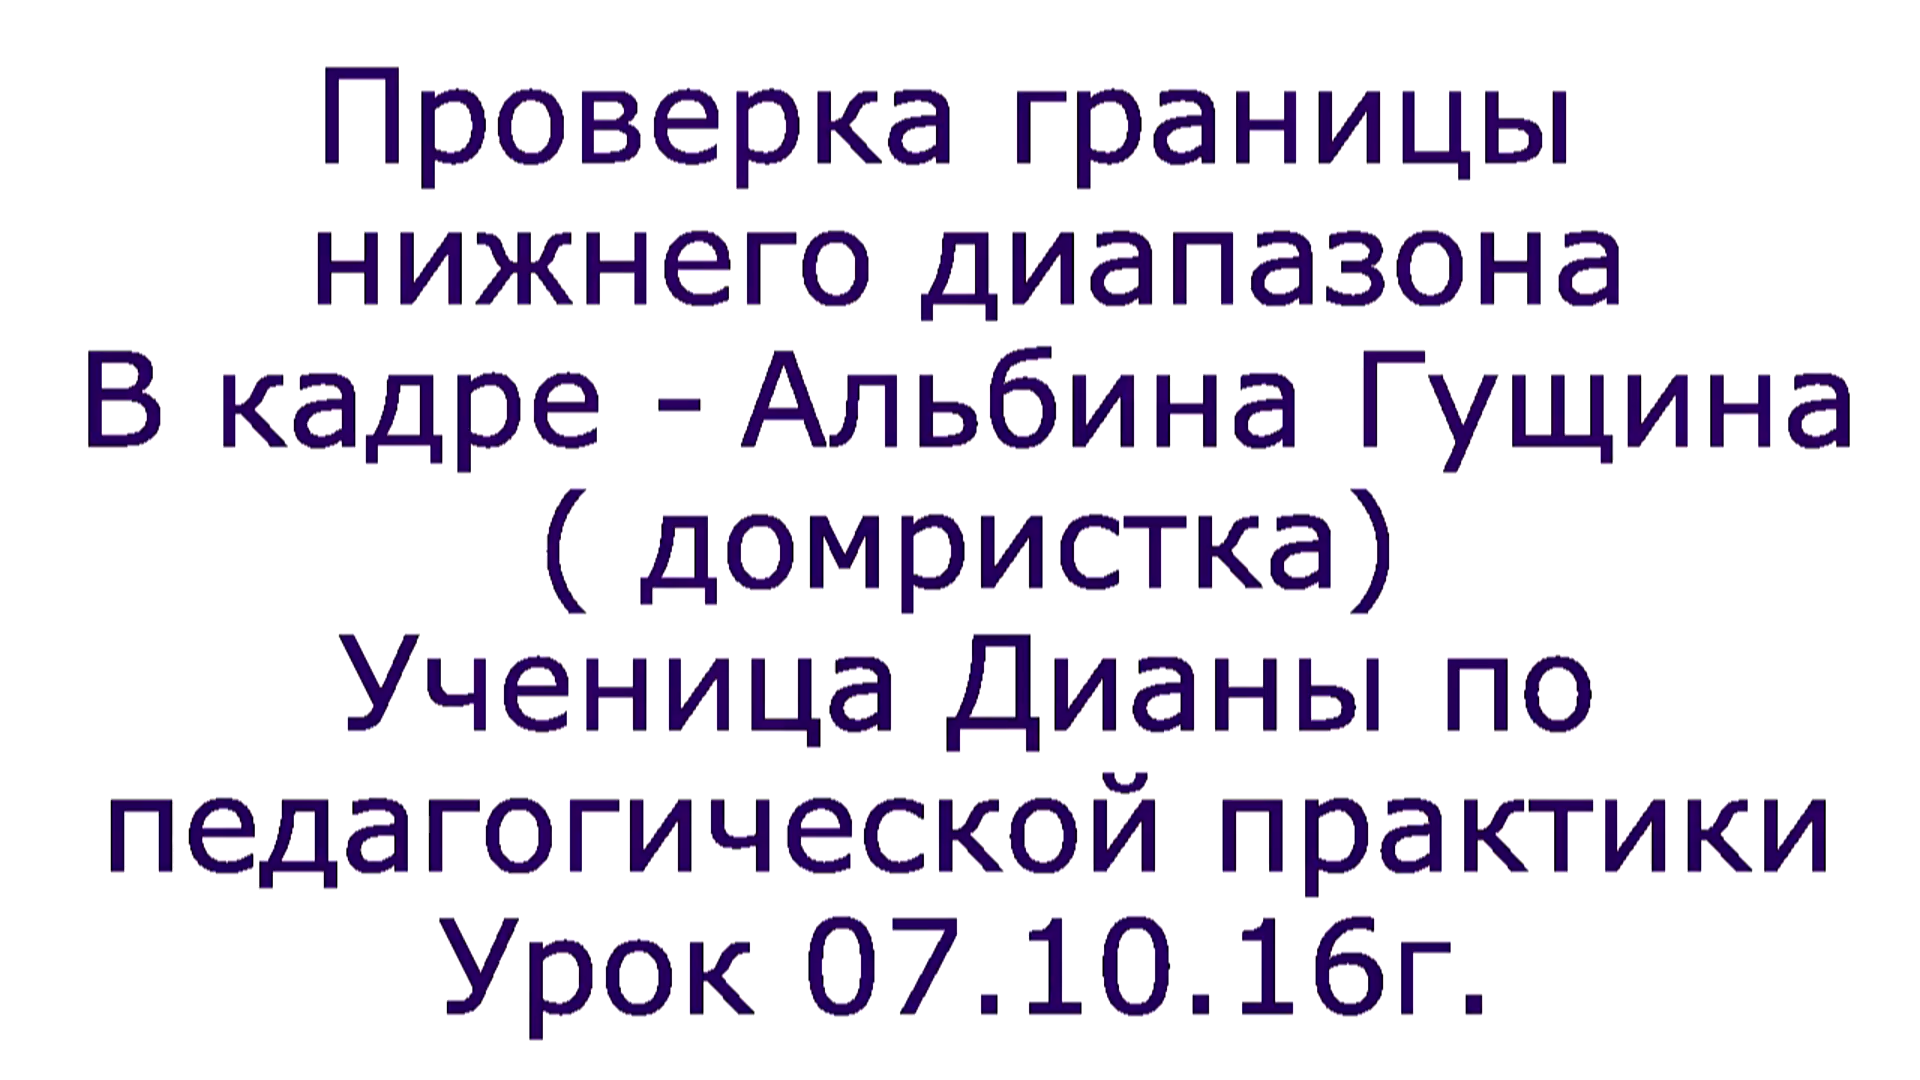 Проверка границы
нижнего диапазона
В кадре - Альбина Гущина
( домристка)
Ученица Дианы по
педагогической практики
Урок 07.10.16г.